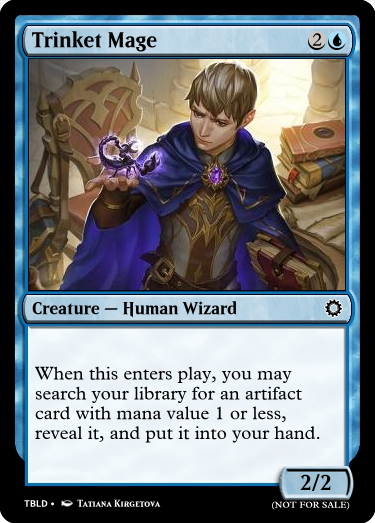 Trinket Mage 2
Creature — Human Wizard
When this enters play, you may
search your library for an artifact
card with mana value 1 or less,
reveal it, and put it into your hand.
2/2
TBLD • Tatiana Kirgetova
(NOT FOR SALE)